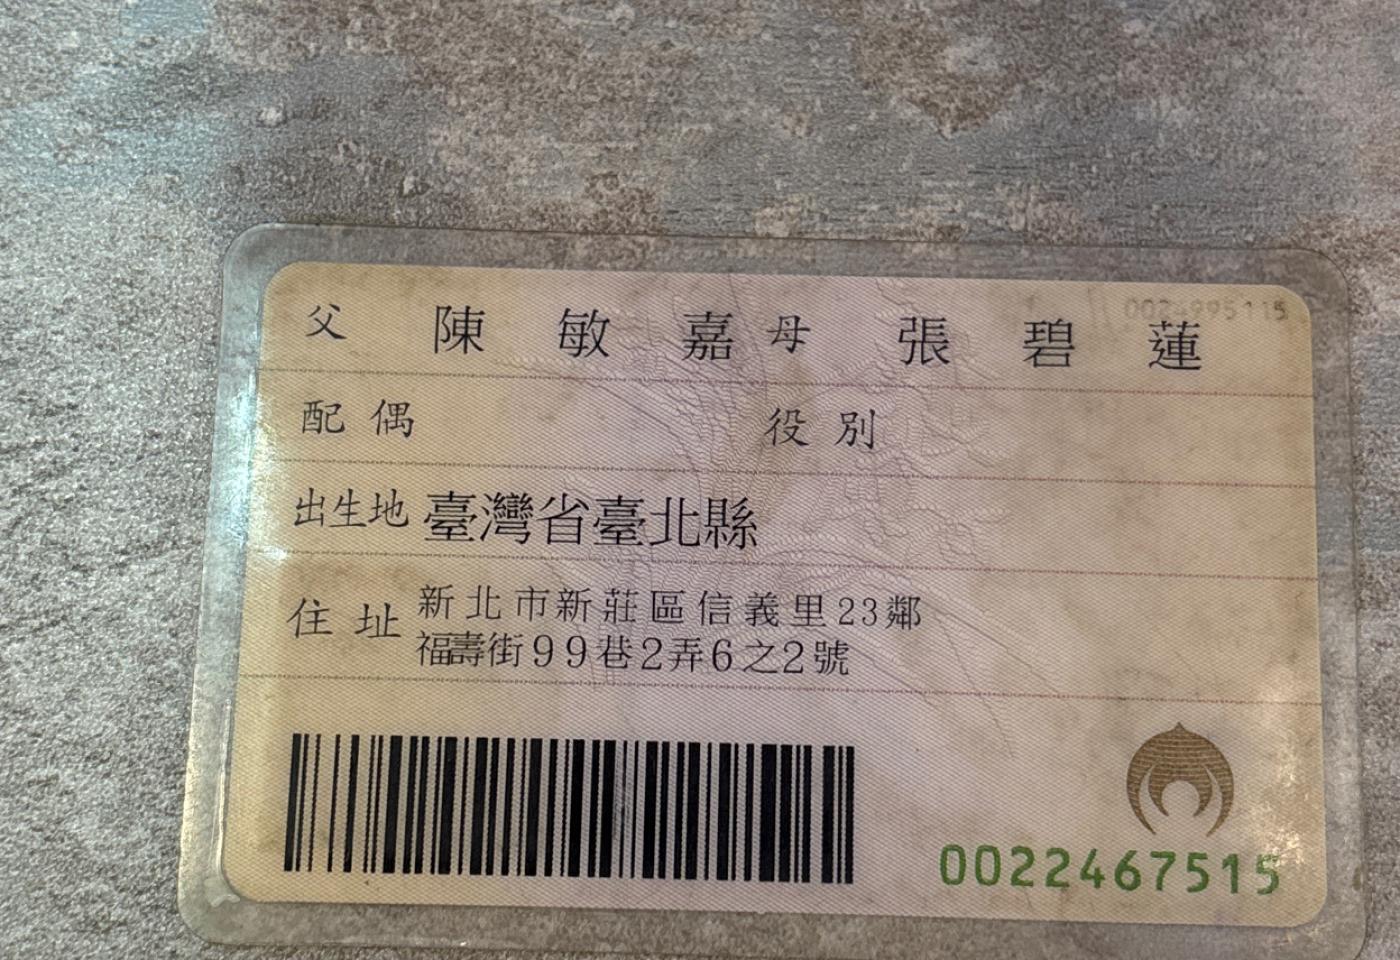 父 陳敏嘉 母 張碧蓮
配偶 役別
出生地 臺灣省臺北縣
住址 新北市新莊區信義里23鄰
福壽街99巷2弄6之2號
0022467515